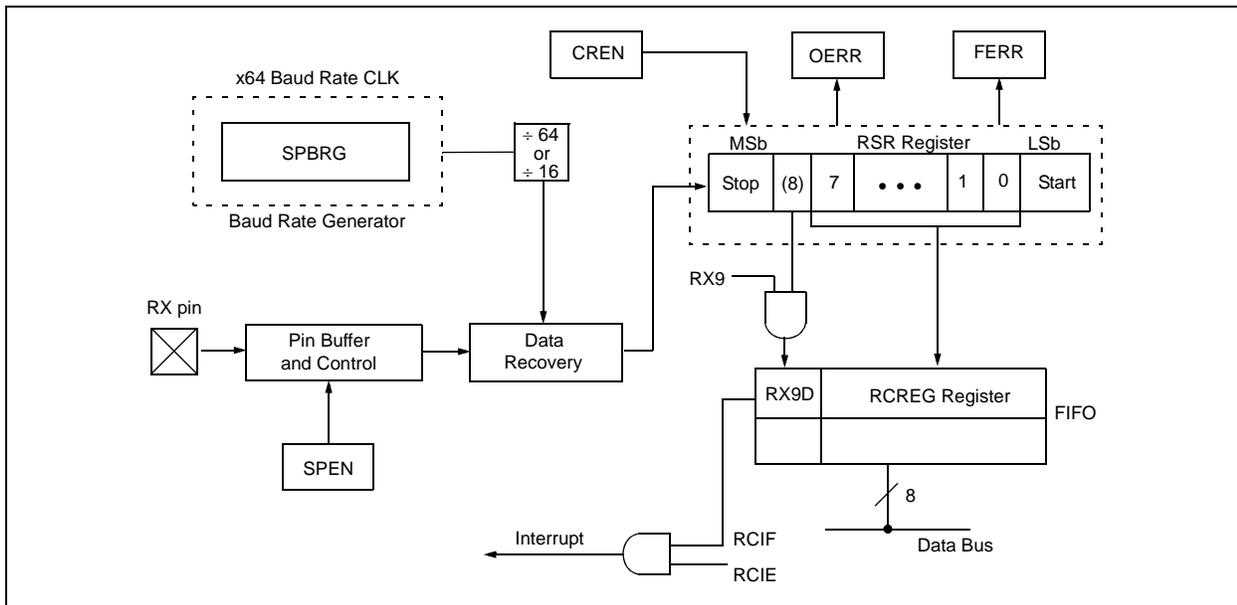 CREN
OERR
FERR
x64 Baud Rate CLK
SPBRG
Baud Rate Generator
÷ 64
or
÷ 16
MSb
RSR Register
LSb
Stop
(8)
7
• • •
1
0
Start
RX9
RX pin
Pin Buffer
and Control
Data
Recovery
SPEN
RX9D
RCREG Register
FIFO
8
Data Bus
Interrupt
RCIF
RCIE